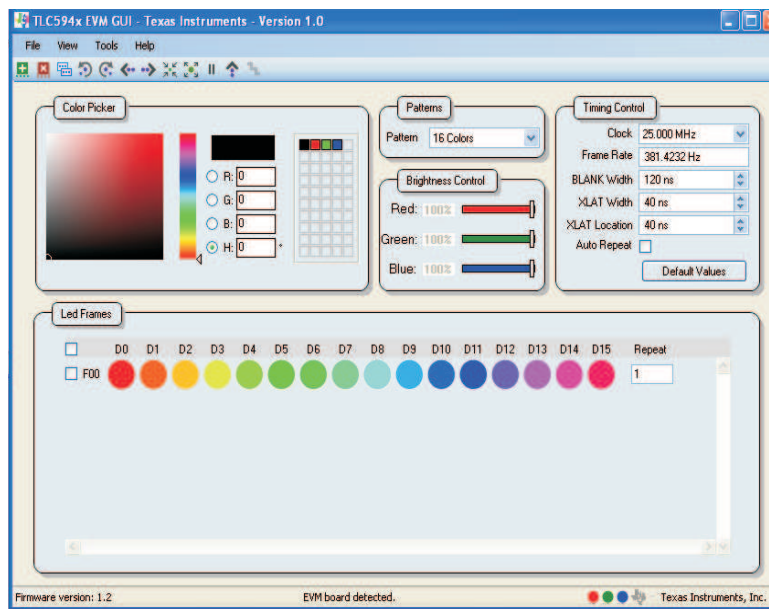 TLC594x EVM GUI - Texas Instruments - Version 1.0
File View Tools Help
Color Picker
R: 0
G: 0
B: 0
H: 0 °
Patterns
Pattern 16 Colors
Brightness Control
Red: 100%
Green: 100%
Blue: 100%
Timing Control
Clock 25.000 MHz
Frame Rate 381.4232 Hz
BLANK Width 120 ns
XLAT Width 40 ns
XLAT Location 40 ns
Auto Repeat
Default Values
Led Frames
D0 D1 D2 D3 D4 D5 D6 D7 D8 D9 D10 D11 D12 D13 D14 D15 Repeat
F00 1
Firmware version: 1.2 EVM board detected. Texas Instruments, Inc.